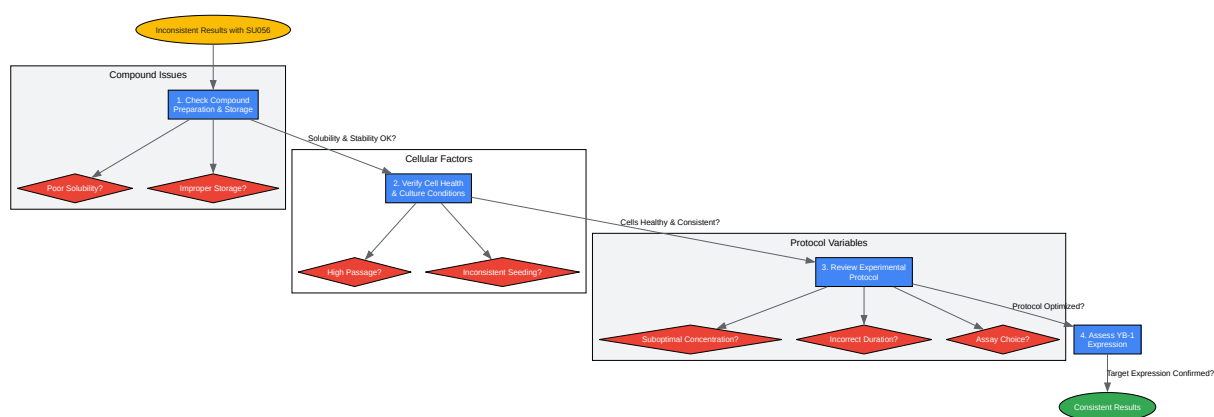 Inconsistent Results with SU056
Compound Issues
1. Check Compound
Preparation & Storage
Solubility & Stability OK?
Poor Solubility?
Improper Storage?
Cellular Factors
2. Verify Cell Health
& Culture Conditions
Cells Healthy & Consistent?
High Passage?
Inconsistent Seeding?
Protocol Variables
3. Review Experimental
Protocol
Protocol Optimized?
Suboptimal Concentration?
Incorrect Duration?
Assay Choice?
4. Assess YB-1
Expression
Target Expression Confirmed?
Consistent Results